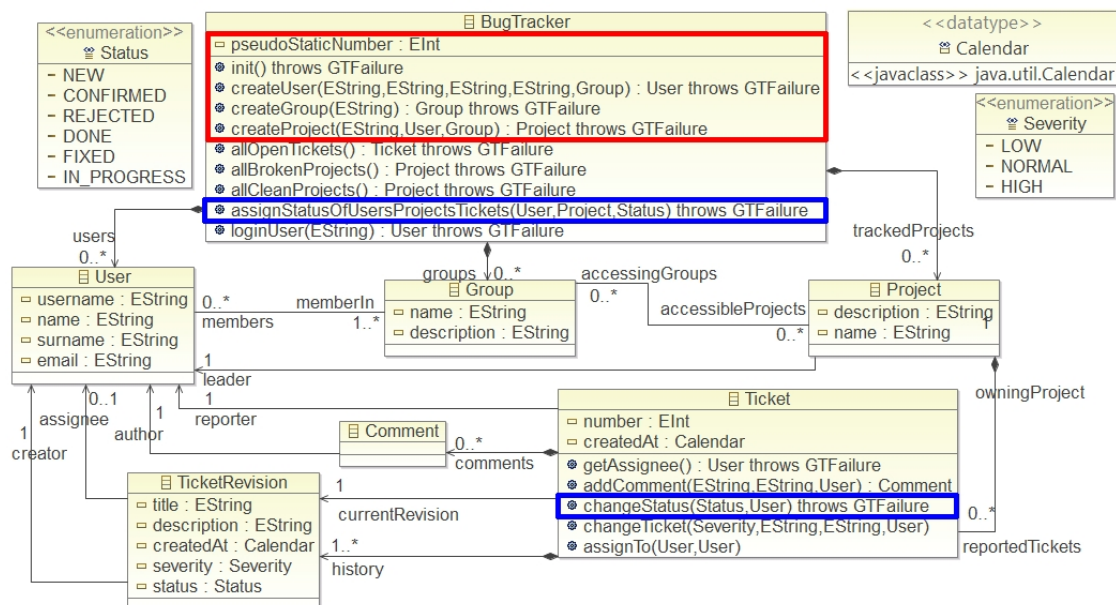 <<enumeration>>
Status
NEW
CONFIRMED
REJECTED
DONE
FIXED
IN_PROGRESS
BugTracker
pseudoStaticNumber : EInt
init() throws GTFailure
createUser(EString,EString,EString,EString,Group) : User throws GTFailure
createGroup(EString) : Group throws GTFailure
createProject(EString,User,Group) : Project throws GTFailure
allOpenTickets() : Ticket throws GTFailure
allBrokenProjects() : Project throws GTFailure
allCleanProjects() : Project throws GTFailure
assignStatusOfUsersProjectsTickets(User,Project,Status) throws GTFailure
loginUser(EString) : User throws GTFailure
<<datatype>>
Calendar
<<javaclass>> java.util.Calendar
<<enumeration>>
Severity
LOW
NORMAL
HIGH
users
0..*
groups
0..*
trackedProjects
0..*
User
username : EString
name : EString
surname : EString
email : EString
0..*
members
memberIn
1..*
Group
name : EString
description : EString
accessingGroups
0..*
accessibleProjects
0..*
Project
description : EString
name : EString
1
owningProject
1
leader
0..1
assignee
1
creator
1
author
1
reporter
Comment
0..*
comments
Ticket
number : EInt
createdAt : Calendar
getAssignee() : User throws GTFailure
addComment(EString,EString,User) : Comment
changeStatus(Status,User) throws GTFailure
changeTicket(Severity,EString,EString,User)
assignTo(User,User)
0..*
reportedTickets
TicketRevision
title : EString
description : EString
createdAt : Calendar
severity : Severity
status : Status
1
currentRevision
1..*
history